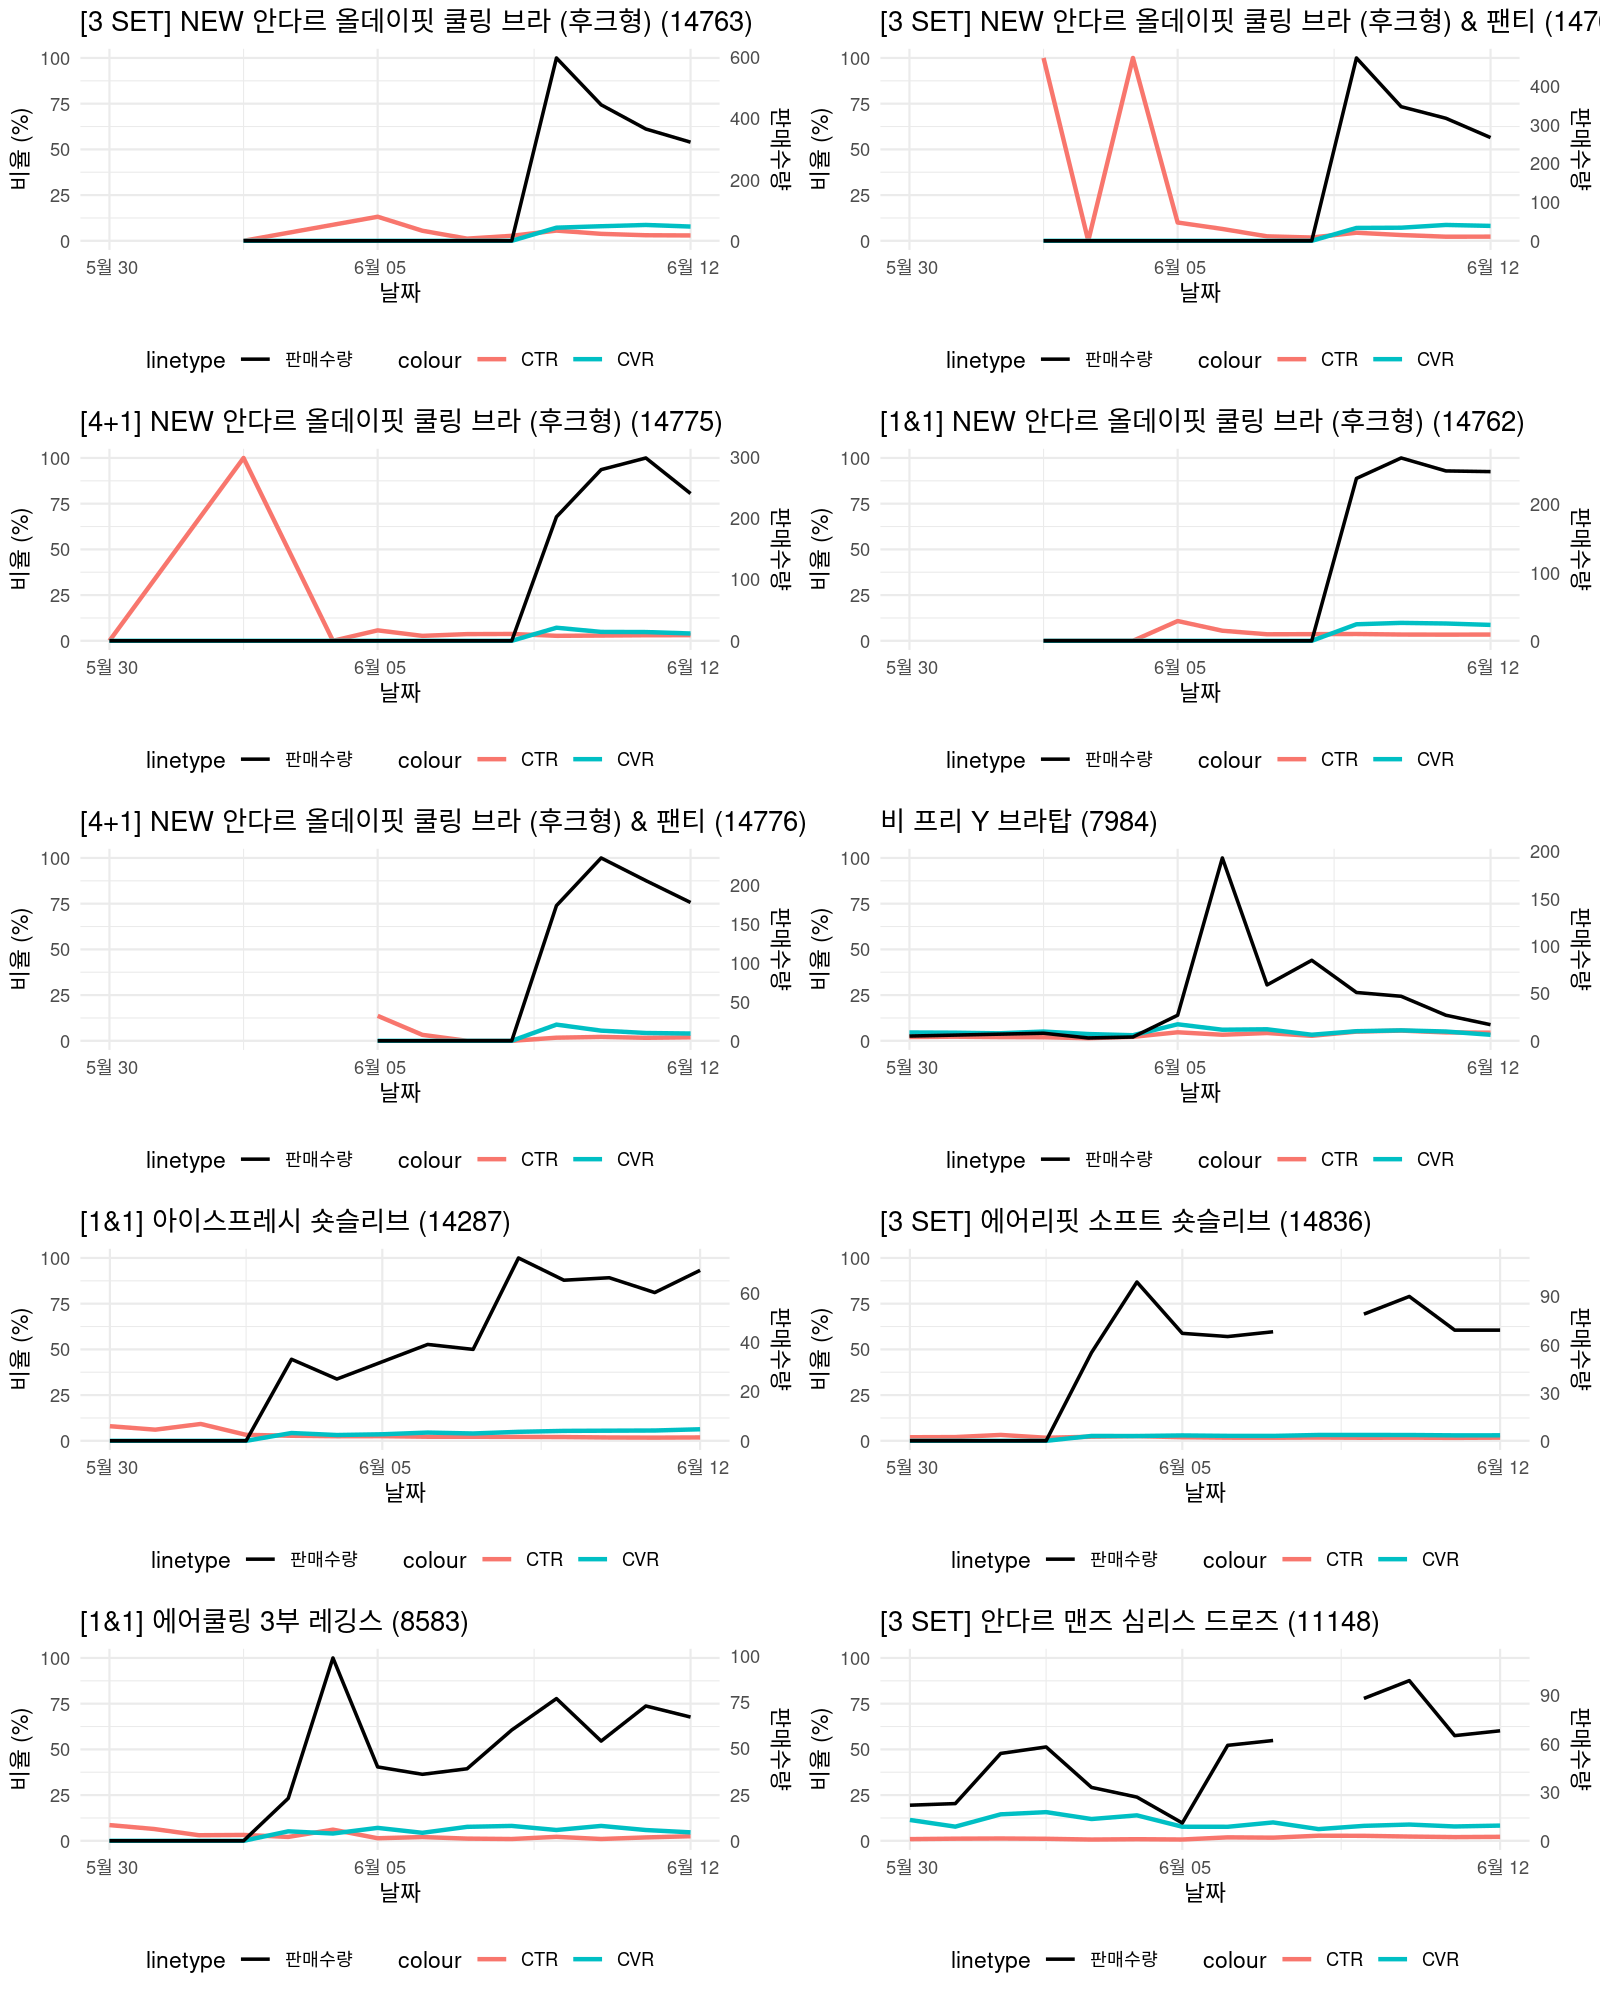 [3 SET] NEW 안다르 올데이핏 쿨링 브라 (후크형) (14763)
비율 (%)
100
75
50
25
0
600
400
200
0
판매수량
5월 30
6월 05
6월 12
날짜
linetype 판매수량 colour CTR CVR
[3 SET] NEW 안다르 올데이핏 쿨링 브라 (후크형) & 팬티 (147
비율 (%)
100
75
50
25
0
400
300
200
100
0
판매수량
5월 30
6월 05
6월 12
날짜
linetype 판매수량 colour CTR CVR
[4+1] NEW 안다르 올데이핏 쿨링 브라 (후크형) (14775)
비율 (%)
100
75
50
25
0
300
200
100
0
판매수량
5월 30
6월 05
6월 12
날짜
linetype 판매수량 colour CTR CVR
[1&1] NEW 안다르 올데이핏 쿨링 브라 (후크형) (14762)
비율 (%)
100
75
50
25
0
200
100
0
판매수량
5월 30
6월 05
6월 12
날짜
linetype 판매수량 colour CTR CVR
[4+1] NEW 안다르 올데이핏 쿨링 브라 (후크형) & 팬티 (14776)
비율 (%)
100
75
50
25
0
200
150
100
50
0
판매수량
5월 30
6월 05
6월 12
날짜
linetype 판매수량 colour CTR CVR
비 프리 Y 브라탑 (7984)
비율 (%)
100
75
50
25
0
200
150
100
50
0
판매수량
5월 30
6월 05
6월 12
날짜
linetype 판매수량 colour CTR CVR
[1&1] 아이스프레시 숏슬리브 (14287)
비율 (%)
100
75
50
25
0
60
40
20
0
판매수량
5월 30
6월 05
6월 12
날짜
linetype 판매수량 colour CTR CVR
[3 SET] 에어리핏 소프트 숏슬리브 (14836)
비율 (%)
100
75
50
25
0
90
60
30
0
판매수량
5월 30
6월 05
6월 12
날짜
linetype 판매수량 colour CTR CVR
[1&1] 에어쿨링 3부 레깅스 (8583)
비율 (%)
100
75
50
25
0
100
75
50
25
0
판매수량
5월 30
6월 05
6월 12
날짜
linetype 판매수량 colour CTR CVR
[3 SET] 안다르 맨즈 심리스 드로즈 (11148)
비율 (%)
100
75
50
25
0
90
60
30
0
판매수량
5월 30
6월 05
6월 12
날짜
linetype 판매수량 colour CTR CVR